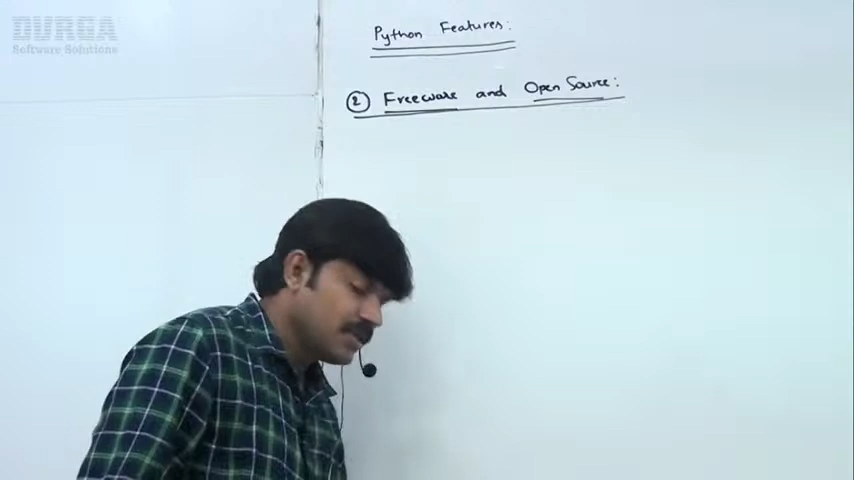 DURGA
Software Solutions
Python Features:
② Freeware and Open Source: